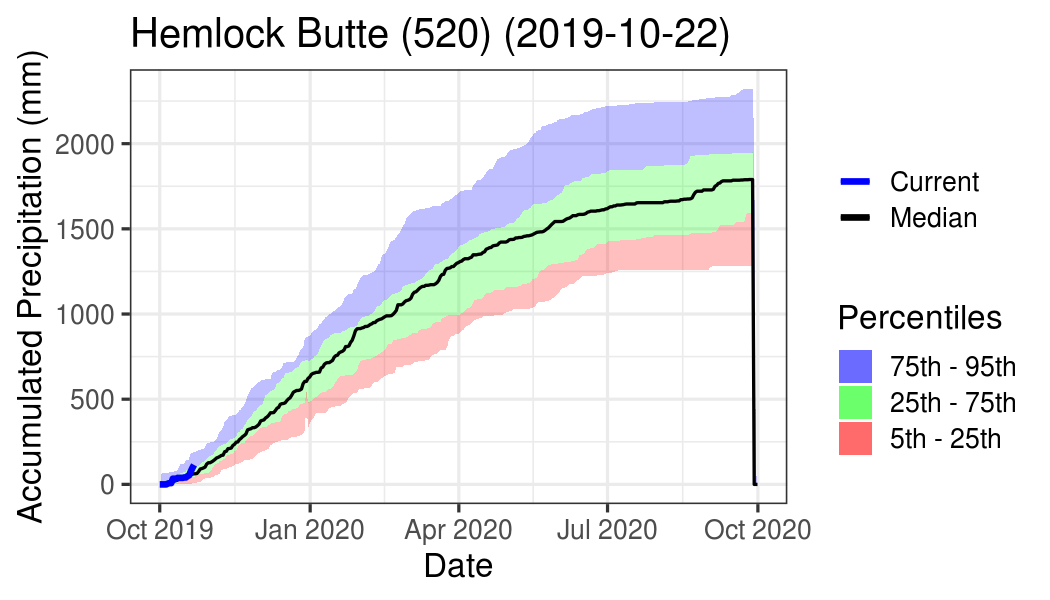 Hemlock Butte (520) (2019-10-22)
Accumulated Precipitation (mm)
2000
1500
1000
500
0
Oct 2019
Jan 2020
Apr 2020
Jul 2020
Oct 2020
Date
Current
Median
Percentiles
75th - 95th
25th - 75th
5th - 25th